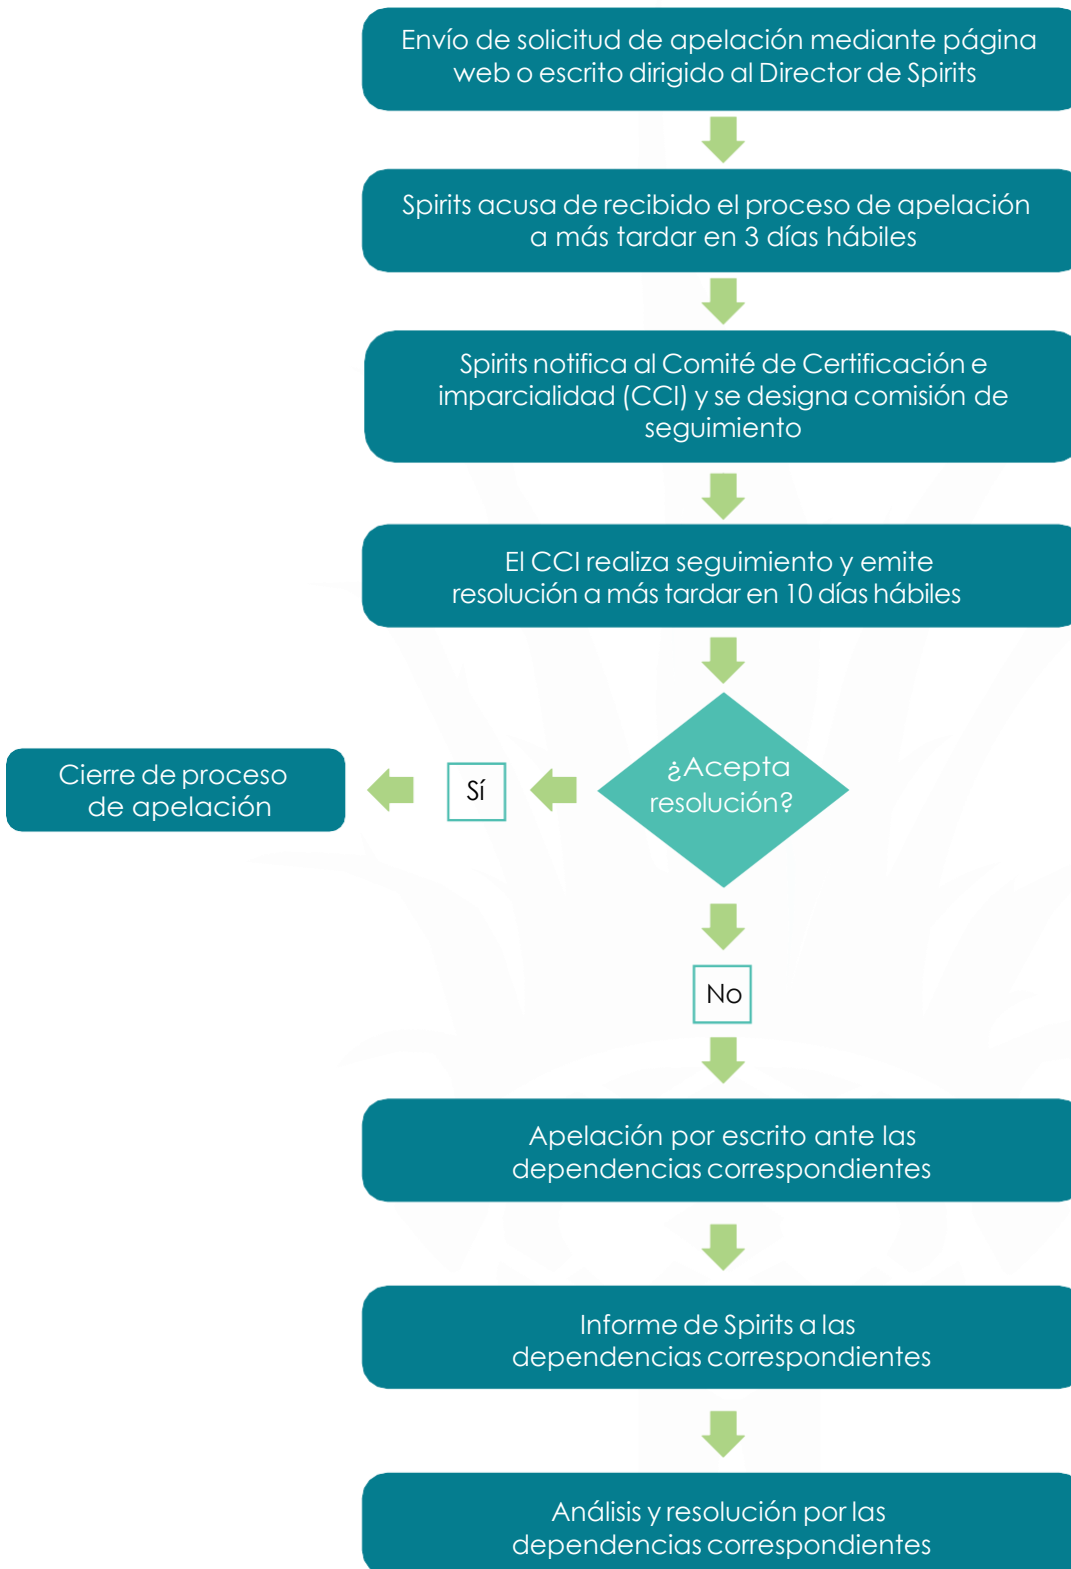 Envío de solicitud de apelación mediante página
web o escrito dirigido al Director de Spirits
Spirits acusa de recibido el proceso de apelación
a más tardar en 3 días hábiles
Spirits notifica al Comité de Certificación e
imparcialidad (CCI) y se designa comisión de
seguimiento
El CCI realiza seguimiento y emite
resolución a más tardar en 10 días hábiles
¿Acepta
resolución?
Sí
Cierre de proceso
de apelación
No
Apelación por escrito ante las
dependencias correspondientes
Informe de Spirits a las
dependencias correspondientes
Análisis y resolución por las
dependencias correspondientes